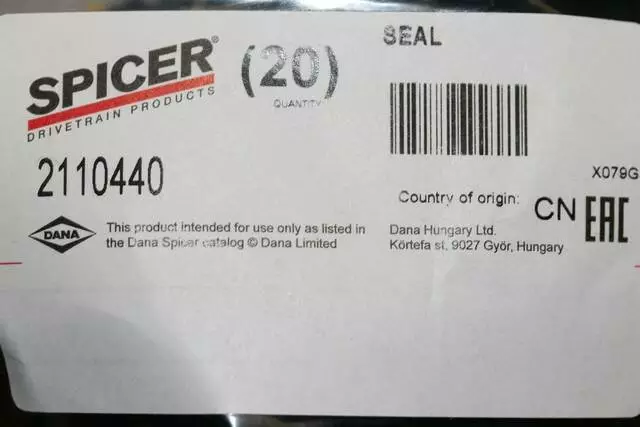 SPICER®
DRIVETRAIN PRODUCTS
(20)
QUANTITY
SEAL
2110440
X079G
Country of origin: CN
EAC
DANA
This product intended for use only as listed in
the Dana Spicer catalog © Dana Limited
Dana Hungary Ltd.
Körtefa st. 9027 Györ, Hungary